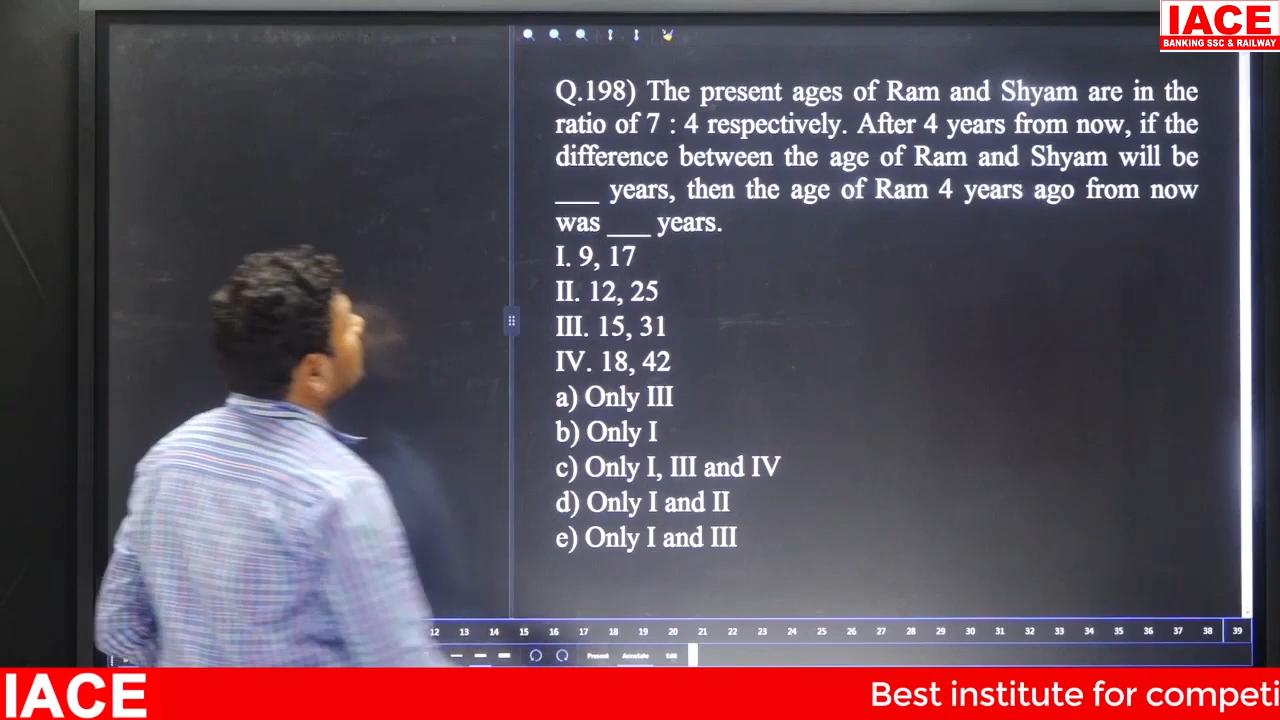 IACE
BANKING SSC & RAILWAY
Q.198) The present ages of Ram and Shyam are in the
ratio of 7 : 4 respectively. After 4 years from now, if the
difference between the age of Ram and Shyam will be
___ years, then the age of Ram 4 years ago from now
was ___ years.
I. 9, 17
II. 12, 25
III. 15, 31
IV. 18, 42
a) Only III
b) Only I
c) Only I, III and IV
d) Only I and II
e) Only I and III
12 13 14 15 16 17 18 19 20 21 22 23 24 25 26 27 28 29 30 31 32 33 34 35 36 37 38 39
Present Annotate Edit
IACE
Best institute for competi